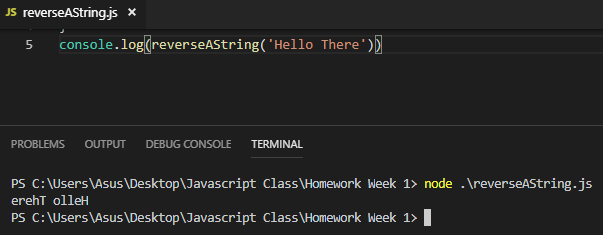 JS reverseAString.js ×
5 console.log(reverseAString('Hello There'))
PROBLEMS OUTPUT DEBUG CONSOLE TERMINAL
PS C:\Users\Asus\Desktop\Javascript Class\Homework Week 1> node .\reverseAString.js
erehT olleH
PS C:\Users\Asus\Desktop\Javascript Class\Homework Week 1>